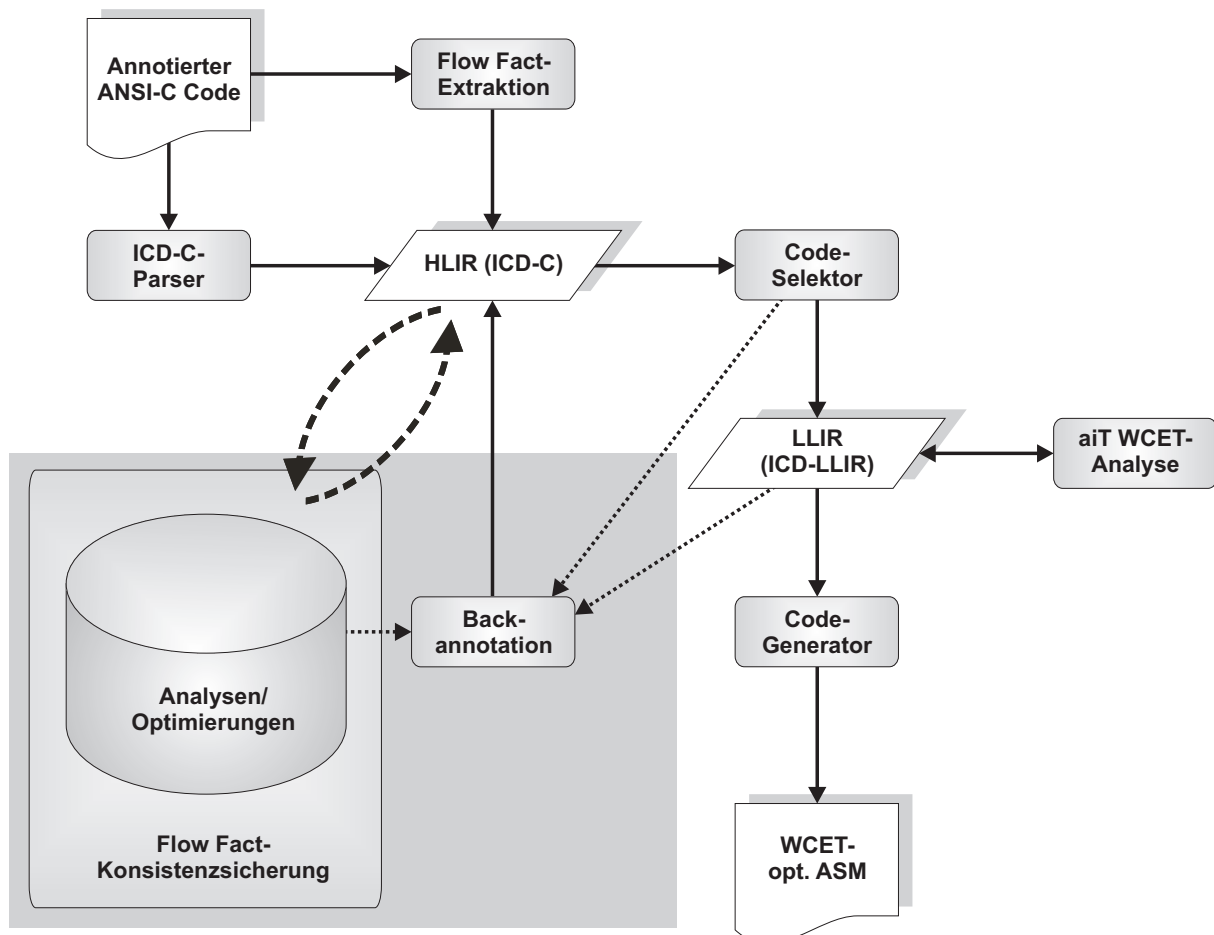 Annotierter
ANSI-C Code
Flow Fact-
Extraktion
ICD-C-
Parser
HLIR (ICD-C)
Code-
Selektor
LLIR
(ICD-LLIR)
aiT WCET-
Analyse
Back-
annotation
Code-
Generator
Analysen/
Optimierungen
Flow Fact-
Konsistenzsicherung
WCET-
opt. ASM